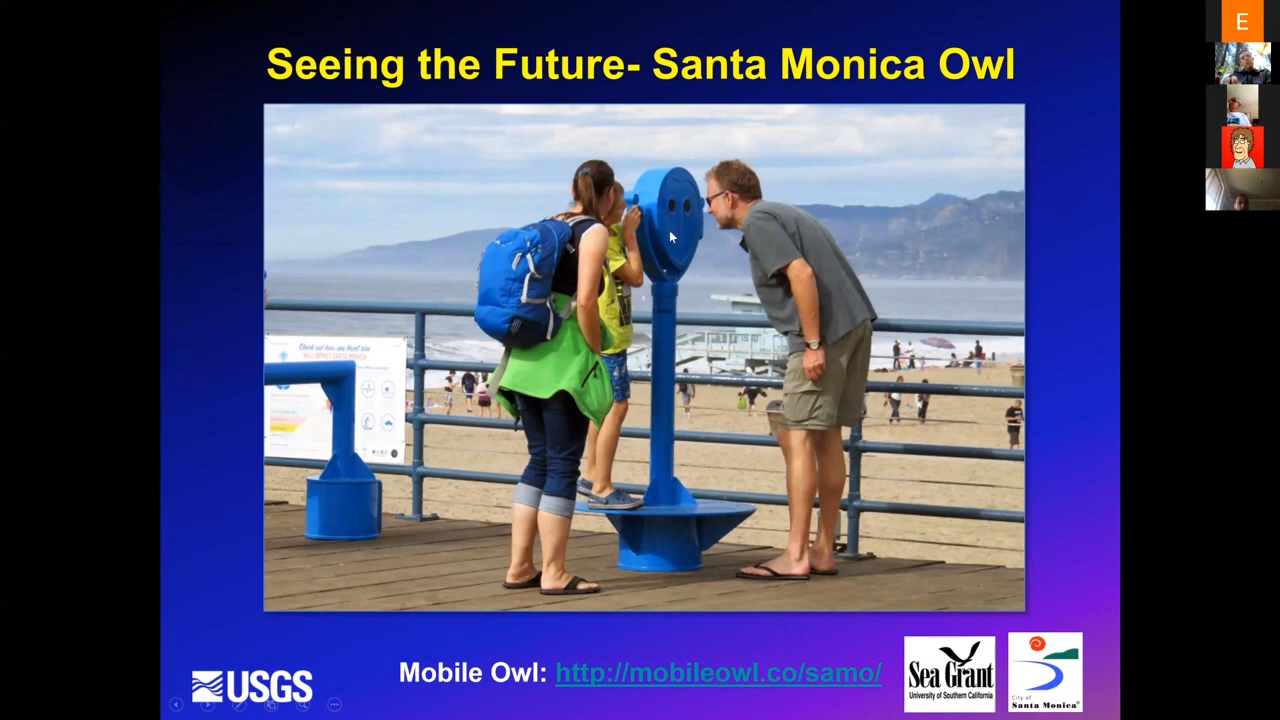 Seeing the Future- Santa Monica Owl
E
Check out how sea level rise
WILL IMPACT SANTA MONICA
Mobile Owl: http://mobileowl.co/samo/
USGS
Sea Grant
University of Southern California
City of
Santa Monica